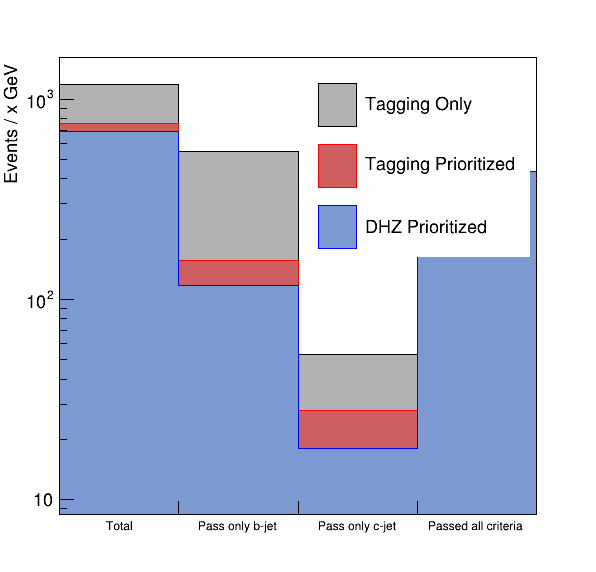 Events / x GeV
10³
10²
10
Tagging Only
Tagging Prioritized
DHZ Prioritized
Total
Pass only b-jet
Pass only c-jet
Passed all criteria